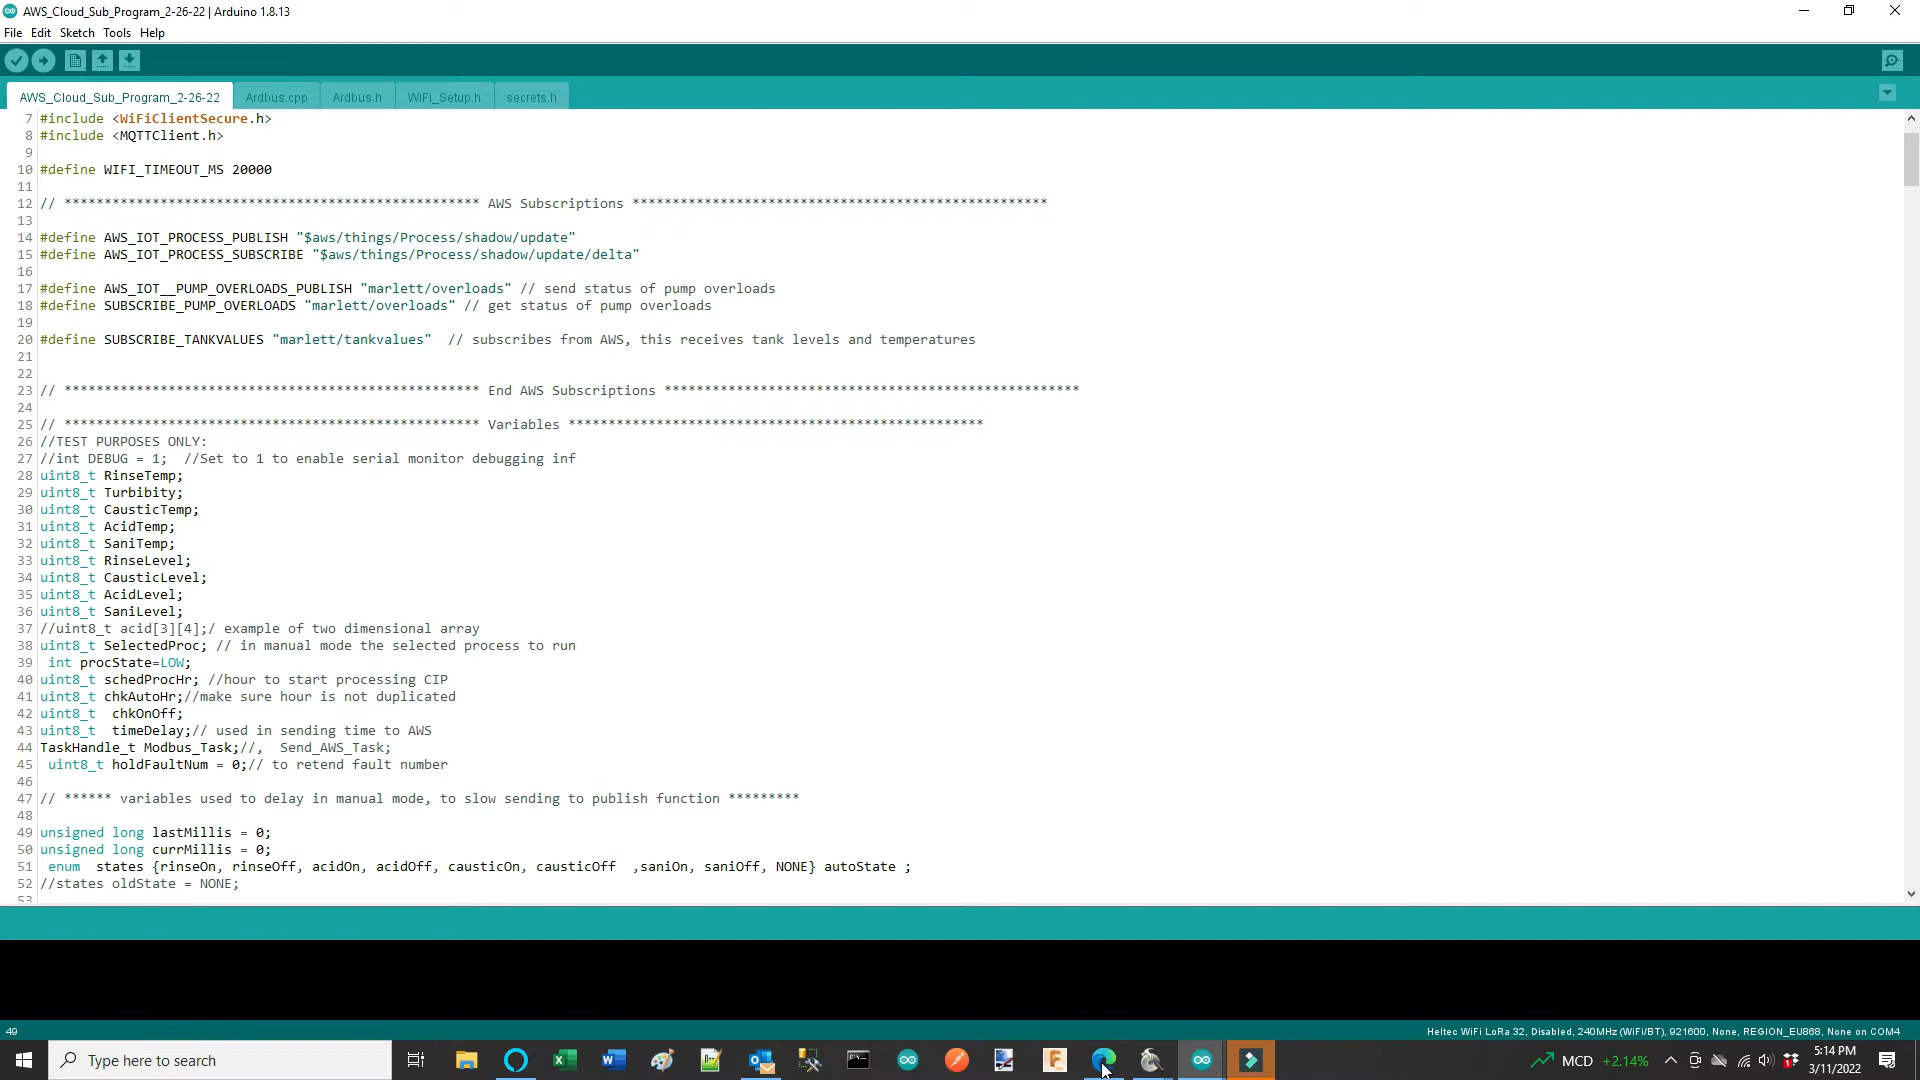 AWS_Cloud_Sub_Program_2-26-22 | Arduino 1.8.13
File Edit Sketch Tools Help
AWS_Cloud_Sub_Program_2-26-22 Ardbus.cpp Ardbus.h WiFi_Setup.h secrets.h
7 #include <WiFiClientSecure.h>
8 #include <MQTTClient.h>
9
10 #define WIFI_TIMEOUT_MS 20000
11
12 // **************************************************** AWS Subscriptions ****************************************************
13
14 #define AWS_IOT_PROCESS_PUBLISH "$aws/things/Process/shadow/update"
15 #define AWS_IOT_PROCESS_SUBSCRIBE "$aws/things/Process/shadow/update/delta"
16
17 #define AWS_IOT__PUMP_OVERLOADS_PUBLISH "marlett/overloads" // send status of pump overloads
18 #define SUBSCRIBE_PUMP_OVERLOADS "marlett/overloads" // get status of pump overloads
19
20 #define SUBSCRIBE_TANKVALUES "marlett/tankvalues"  // subscribes from AWS, this receives tank levels and temperatures
21
22
23 // **************************************************** End AWS Subscriptions ****************************************************
24
25 // **************************************************** Variables ****************************************************
26 //TEST PURPOSES ONLY:
27 //int DEBUG = 1;  //Set to 1 to enable serial monitor debugging inf
28 uint8_t RinseTemp;
29 uint8_t Turbibity;
30 uint8_t CausticTemp;
31 uint8_t AcidTemp;
32 uint8_t SaniTemp;
33 uint8_t RinseLevel;
34 uint8_t CausticLevel;
35 uint8_t AcidLevel;
36 uint8_t SaniLevel;
37 //uint8_t acid[3][4];/ example of two dimensional array
38 uint8_t SelectedProc; // in manual mode the selected process to run
39  int procState=LOW;
40 uint8_t schedProcHr; //hour to start processing CIP
41 uint8_t chkAutoHr;//make sure hour is not duplicated
42 uint8_t  chkOnOff;
43 uint8_t  timeDelay;// used in sending time to AWS
44 TaskHandle_t Modbus_Task;//,  Send_AWS_Task;
45  uint8_t holdFaultNum = 0;// to retend fault number
46
47 // ****** variables used to delay in manual mode, to slow sending to publish function *********
48
49 unsigned long lastMillis = 0;
50 unsigned long currMillis = 0;
51  enum  states {rinseOn, rinseOff, acidOn, acidOff, causticOn, causticOff  ,saniOn, saniOff, NONE} autoState ;
52 //states oldState = NONE;
53
49 Heltec WiFi LoRa 32, Disabled, 240MHz (WiFi/BT), 921600, None, REGION_EU868, None on COM4
Type here to search MCD +2.14% 5:14 PM
3/11/2022